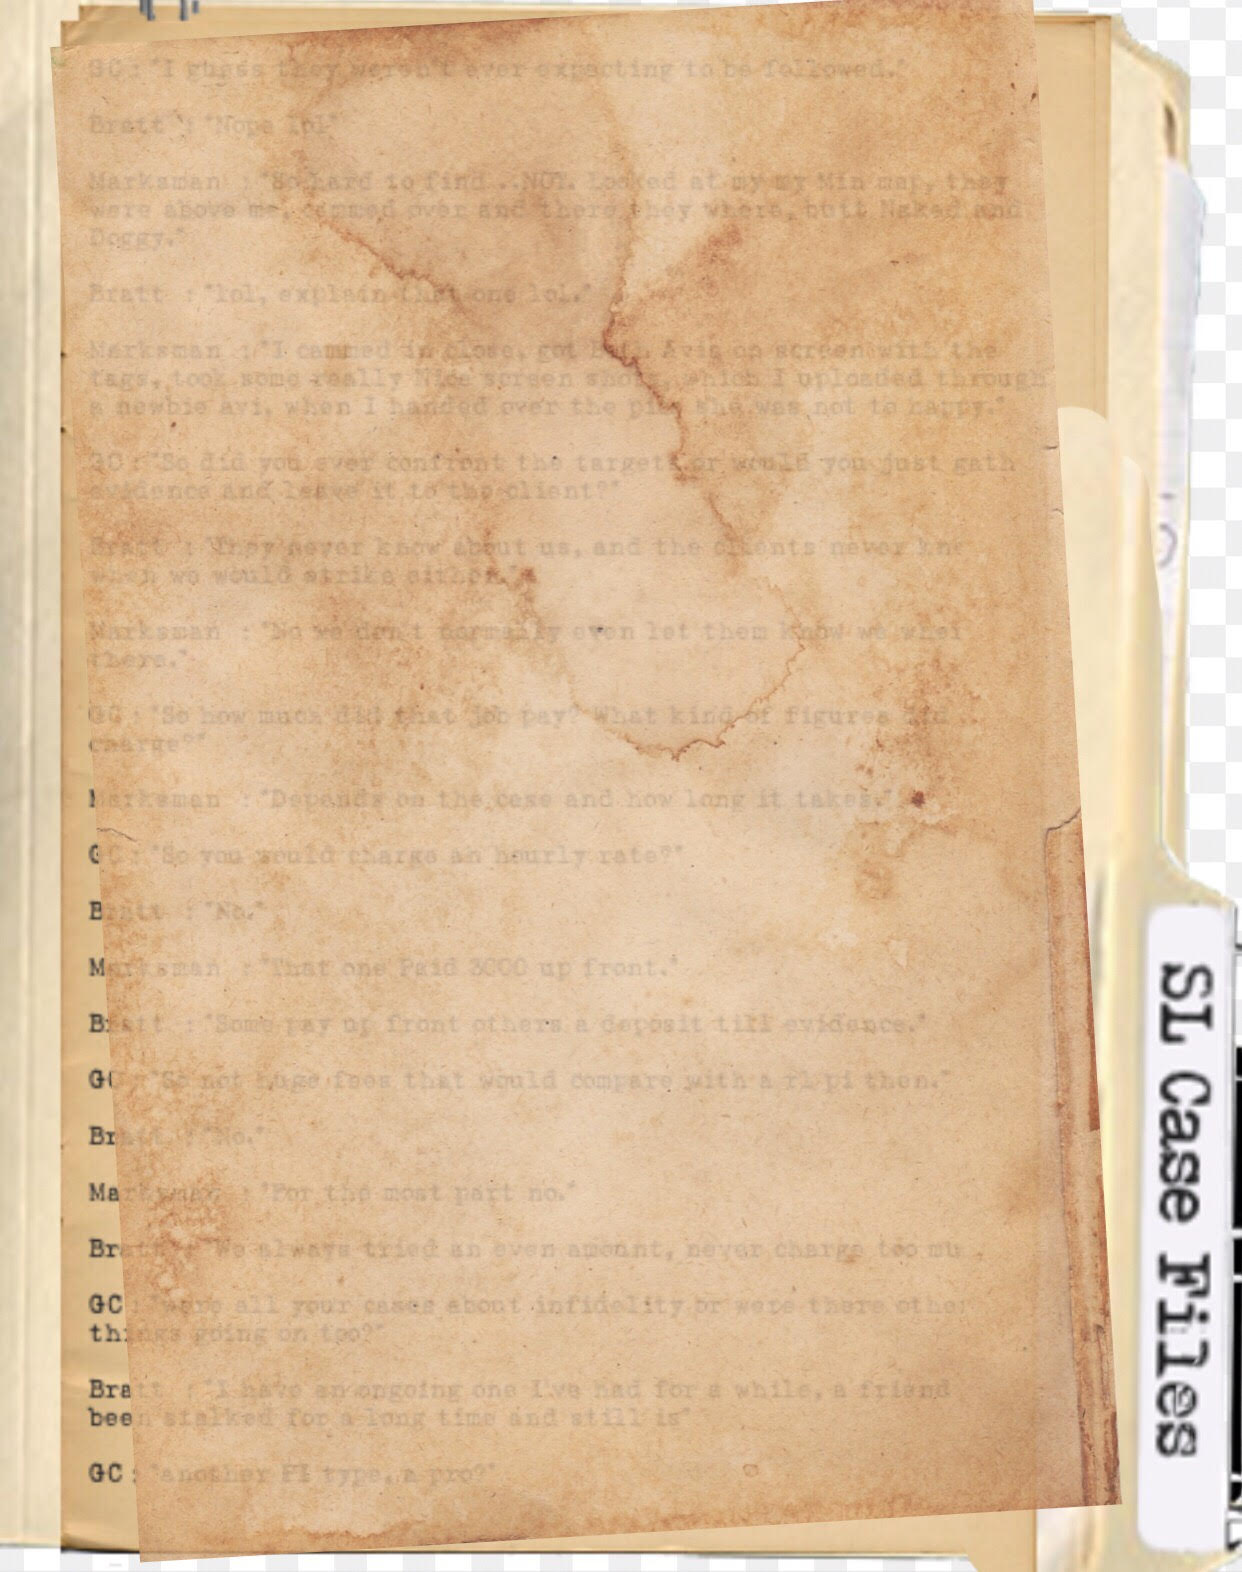 GC: "I guess they weren't ever expecting to be followed."
Bratt : "Nope lol"
Marksman : "So hard to find ..NOT. Looked at my my Min map, they
were above me, cammed over and there they where, butt Naked and
Doggy."
Bratt : "lol, explain that one lol."
Marksman : "I cammed in close, got Both Avis on screen with the
tags, took some really Nice screen shots, which I uploaded through
a newbie avi, when I handed over the pics She was not to happy."
GC: "So did you ever confront the targets or would you just gath
evidence and leave it to the client?"
Bratt : "They never know about us, and the clients never kne
when we would strike either."
Marksman : "No we don't normally even let them know we wher
there."
GC: "So how much did that job pay? What kind of figures did
charge?"
Marksman : "Depends on the case and how long it takes."
GC: "So you would charge an hourly rate?"
Bratt : "No."
Marksman : "That one Paid 3000 up front."
Bratt : "Some pay up front others a deposit till evidence."
GC: "So not huge fees that would compare with a rl pi then."
Bratt : "No."
Marksman : "For the most part no."
Bratt : "We always tried an even amount, never charge too mu
GC: "were all your cases about infidelity or were there other
things going on too?"
Bratt : "I have an ongoing one I've had for a while, a friend
been stalked for a long time and still is"
GC: "another PI type, a pro?"
SL Case Files